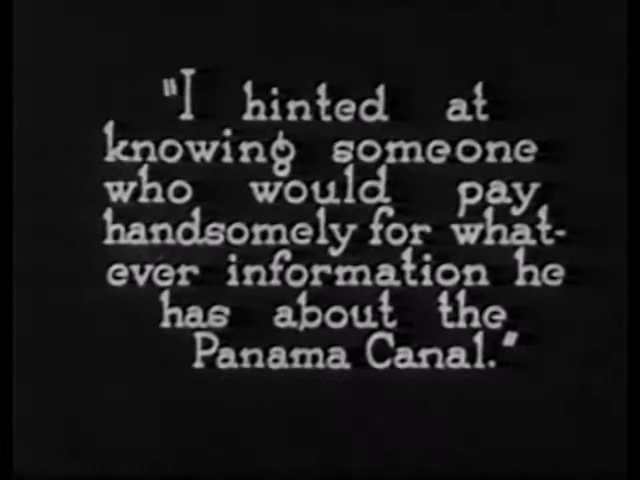 "I hinted at
knowing someone
who would pay
handsomely for what-
ever information he
has about the
Panama Canal."